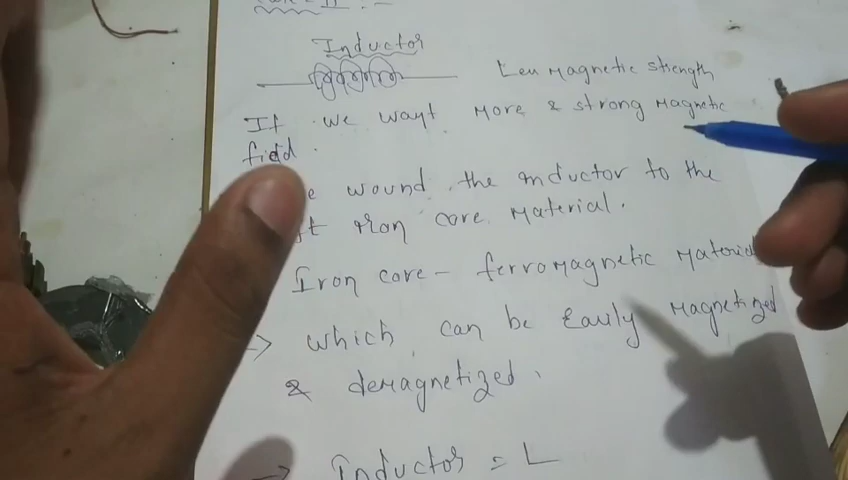 Inductor
Less magnetic strength
If we want more & strong magnetic
field.
wound the inductor to the
iron core material.
Iron core - ferromagnetic material
→ which can be easily magnetized
& demagnetized.
→ Inductor = L